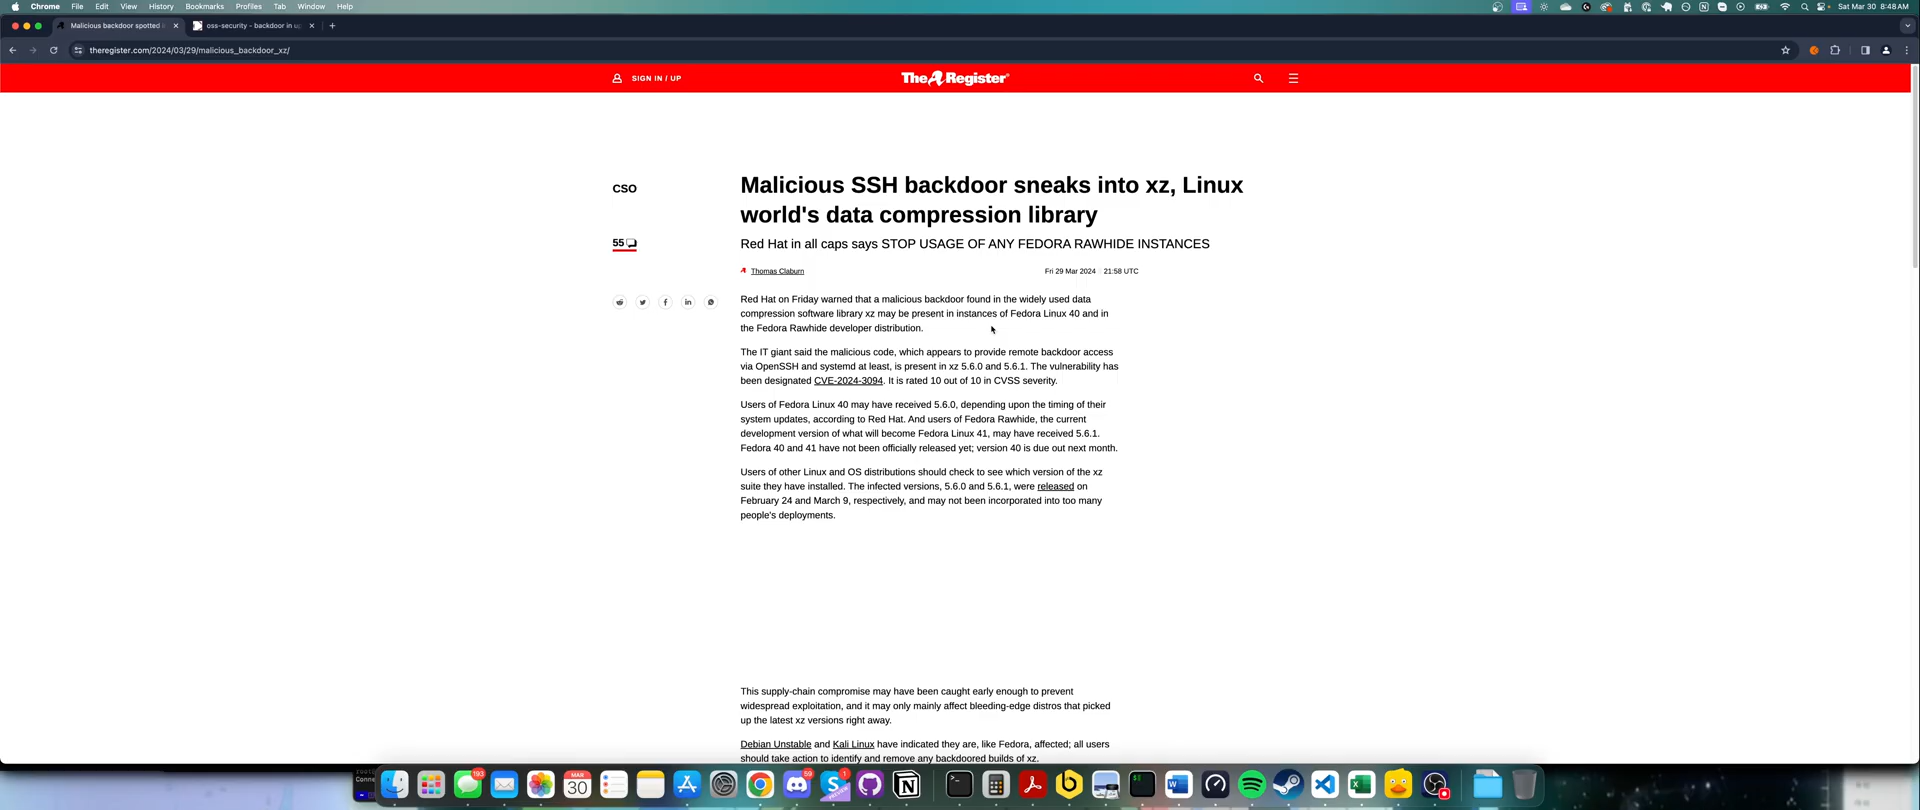 Chrome File Edit View History Bookmarks Profiles Tab Window Help
Sat Mar 30 8:48 AM
Malicious backdoor spotted i
oss-security - backdoor in up
theregister.com/2024/03/29/malicious_backdoor_xz/
SIGN IN / UP
The Register
CSO
Malicious SSH backdoor sneaks into xz, Linux
world's data compression library
55
Red Hat in all caps says STOP USAGE OF ANY FEDORA RAWHIDE INSTANCES
Thomas Claburn
Fri 29 Mar 2024 21:58 UTC
Red Hat on Friday warned that a malicious backdoor found in the widely used data
compression software library xz may be present in instances of Fedora Linux 40 and in
the Fedora Rawhide developer distribution.
The IT giant said the malicious code, which appears to provide remote backdoor access
via OpenSSH and systemd at least, is present in xz 5.6.0 and 5.6.1. The vulnerability has
been designated CVE-2024-3094. It is rated 10 out of 10 in CVSS severity.
Users of Fedora Linux 40 may have received 5.6.0, depending upon the timing of their
system updates, according to Red Hat. And users of Fedora Rawhide, the current
development version of what will become Fedora Linux 41, may have received 5.6.1.
Fedora 40 and 41 have not been officially released yet; version 40 is due out next month.
Users of other Linux and OS distributions should check to see which version of the xz
suite they have installed. The infected versions, 5.6.0 and 5.6.1, were released on
February 24 and March 9, respectively, and may not been incorporated into too many
people's deployments.
This supply-chain compromise may have been caught early enough to prevent
widespread exploitation, and it may only mainly affect bleeding-edge distros that picked
up the latest xz versions right away.
Debian Unstable and Kali Linux have indicated they are, like Fedora, affected; all users
should take action to identify and remove any backdoored builds of xz.
Conne
193
MAR
30
59
1